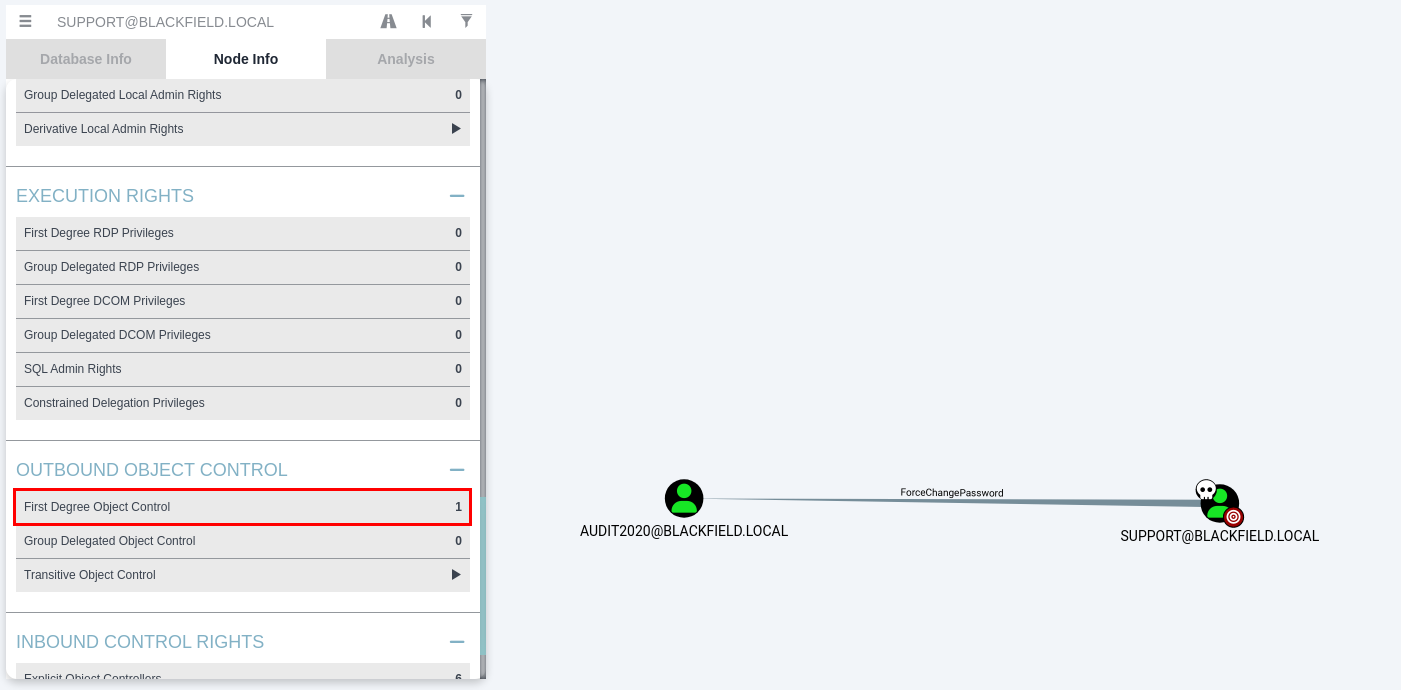 SUPPORT@BLACKFIELD.LOCAL
Database Info
Node Info
Analysis
Group Delegated Local Admin Rights 0
Derivative Local Admin Rights
EXECUTION RIGHTS
First Degree RDP Privileges 0
Group Delegated RDP Privileges 0
First Degree DCOM Privileges 0
Group Delegated DCOM Privileges 0
SQL Admin Rights 0
Constrained Delegation Privileges 0
OUTBOUND OBJECT CONTROL
First Degree Object Control 1
Group Delegated Object Control 0
Transitive Object Control
INBOUND CONTROL RIGHTS
Explicit Object Controllers 6
ForceChangePassword
AUDIT2020@BLACKFIELD.LOCAL
SUPPORT@BLACKFIELD.LOCAL